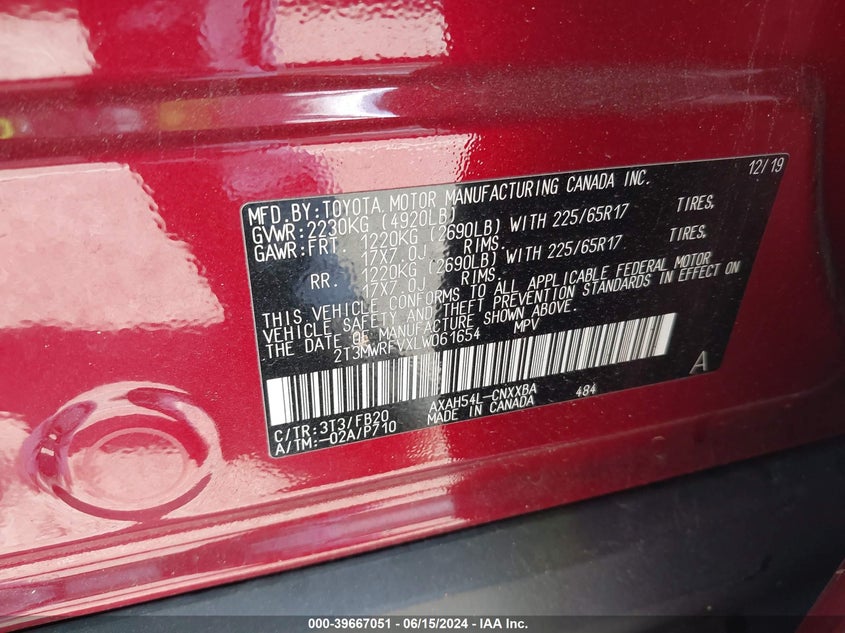 12/19
MFD.BY:TOYOTA MOTOR MANUFACTURING CANADA INC.
GVWR:2230KG (4920LB)
GAWR:FRT. 1220KG (2690LB) WITH 225/65R17 TIRES,
17X7.0J RIMS.
RR. 1220KG (2690LB) WITH 225/65R17 TIRES,
17X7.0J RIMS.
THIS VEHICLE CONFORMS TO ALL APPLICABLE FEDERAL MOTOR
VEHICLE SAFETY AND THEFT PREVENTION STANDARDS IN EFFECT ON
THE DATE OF MANUFACTURE SHOWN ABOVE.
2T3MWRFVXLW061654 MPV
A
C/TR:3T3/FB20 AXAH54L-CNXXBA 484
A/TM:-02A/P710 MADE IN CANADA
000-39667051 - 06/15/2024 - IAA Inc.